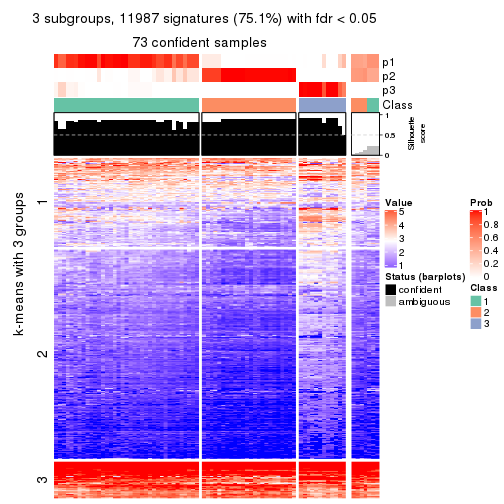 3 subgroups, 11987 signatures (75.1%) with fdr < 0.05
73 confident samples
p1
p2
p3
Class
1
0.5
0
Silhouette
score
k-means with 3 groups
1
2
3
Value
5
4
3
2
1
Status (barplots)
confident
ambiguous
Prob
1
0.8
0.6
0.4
0.2
0
Class
1
2
3